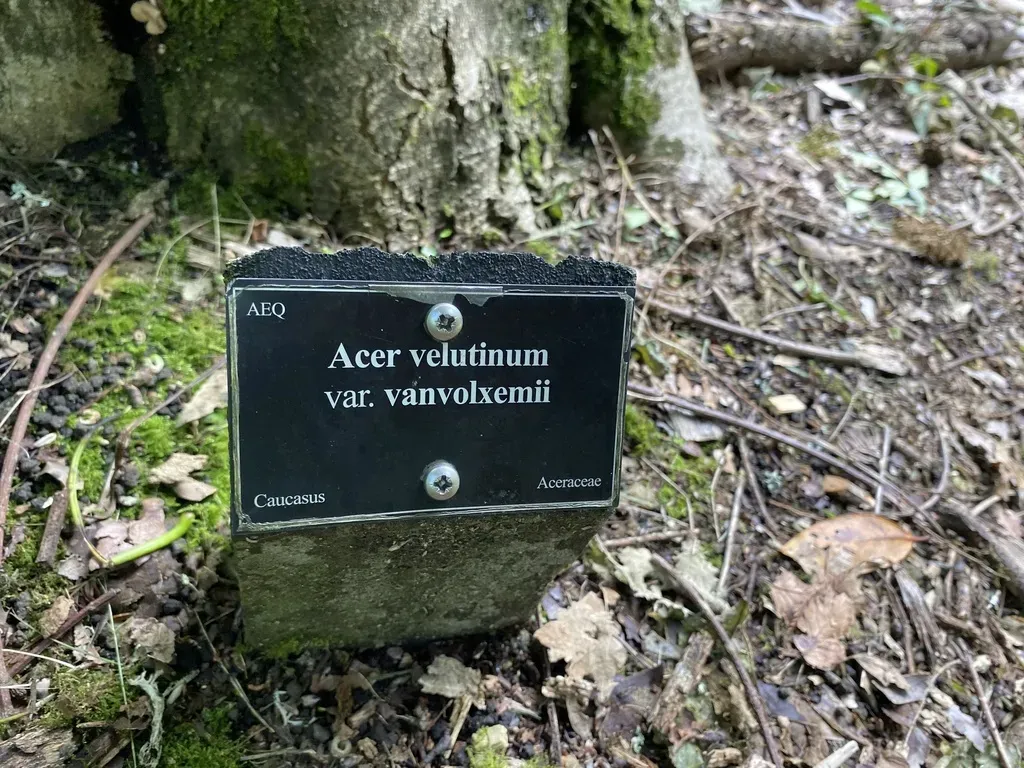 AEQ
Acer velutinum
var. vanvolxemii
Caucasus
Aceraceae